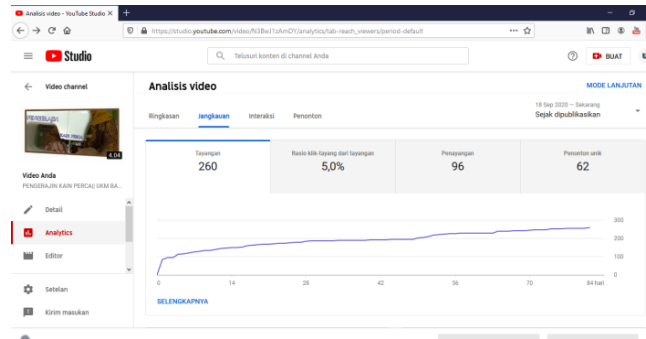 Analisis video - YouTube Studio
https://studio.youtube.com/video/N3BwJ1zAmDY/analytics/tab-reach_viewers/period-default
Studio
Telusuri konten di channel Anda
BUAT
Video channel
Analisis video
MODE LANJUTAN
Ringkasan
Jangkauan
Interaksi
Penonton
18 Sep 2020 – Sekarang
Sejak dipublikasikan
4.04
Tayangan
260
Rasio klik-tayang dari tayangan
5,0%
Penayangan
96
Penonton unik
62
Video Anda
PENGERAJIN KAIN PERCA|| UKM BA...
Detail
Analytics
Editor
Setelan
Kirim masukan
300
200
100
0
0
14
28
42
56
70
84 hari
SELENGKAPNYA